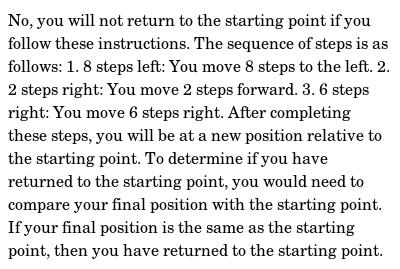 No, you will not return to the starting point if you
follow these instructions. The sequence of steps is as
follows: 1. 8 steps left: You move 8 steps to the left. 2.
2 steps right: You move 2 steps forward. 3. 6 steps
right: You move 6 steps right. After completing
these steps, you will be at a new position relative to
the starting point. To determine if you have
returned to the starting point, you would need to
compare your final position with the starting point.
If your final position is the same as the starting
point, then you have returned to the starting point.